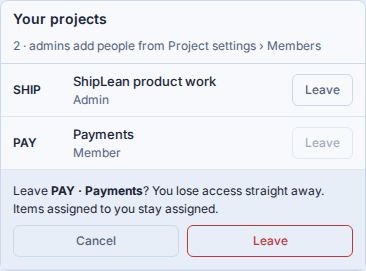 Your projects
2 · admins add people from Project settings › Members
SHIP
ShipLean product work
Admin
Leave
PAY
Payments
Member
Leave
Leave PAY · Payments? You lose access straight away.
Items assigned to you stay assigned.
Cancel
Leave